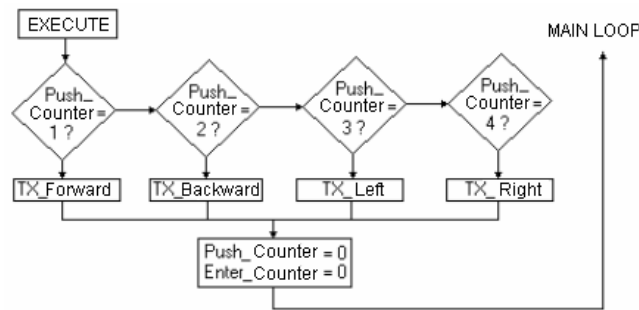 EXECUTE
MAIN LOOP
Push_
Counter =
1 ?
Push_
Counter =
2 ?
Push_
Counter =
3 ?
Push_
Counter =
4 ?
TX_Forward
TX_Backward
TX_Left
TX_Right
Push_Counter = 0
Enter_Counter = 0